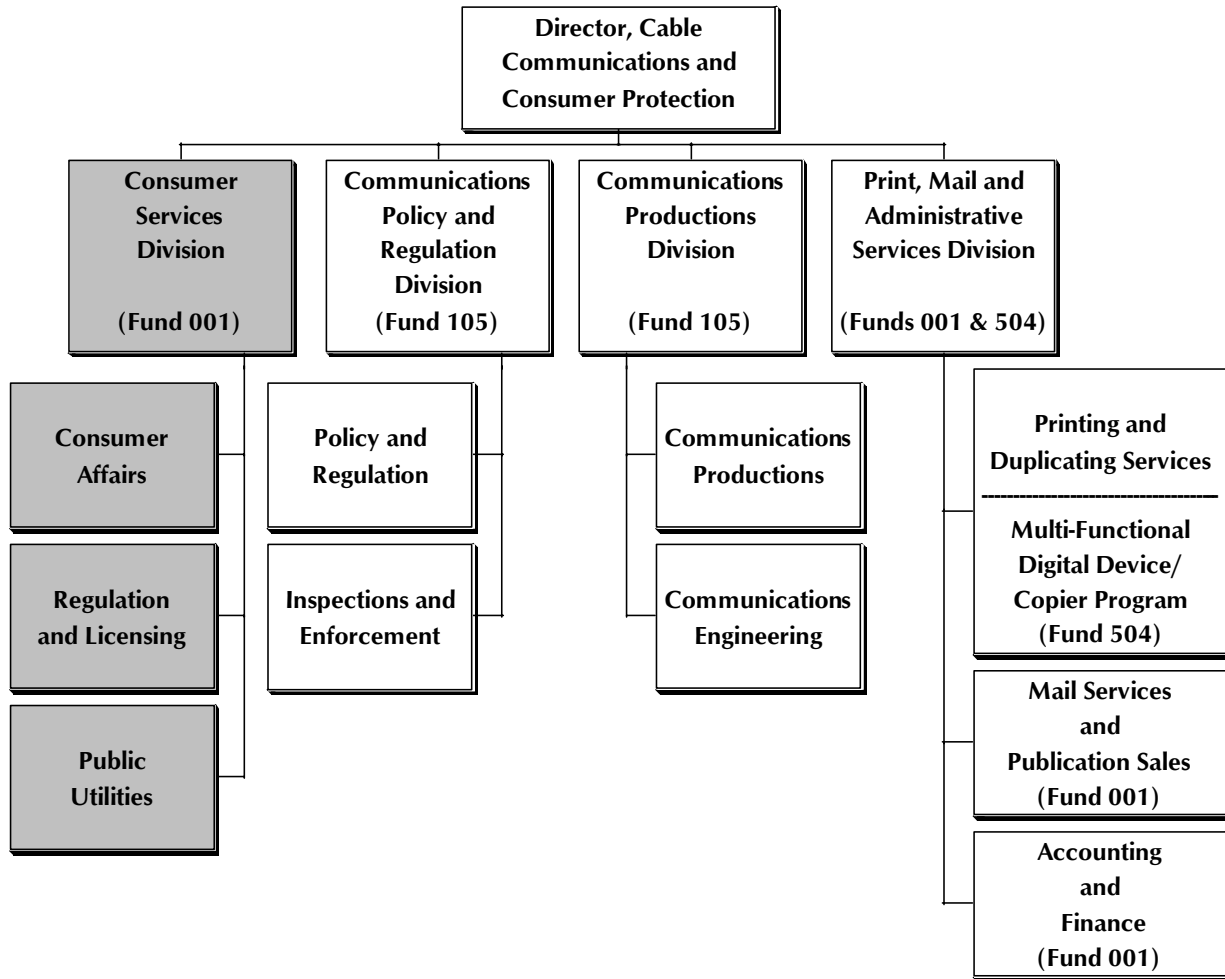 Director, Cable
Communications and
Consumer Protection
Consumer
Services
Division
(Fund 001)
Communications
Policy and
Regulation
Division
(Fund 105)
Communications
Productions
Division
(Fund 105)
Print, Mail and
Administrative
Services Division
(Funds 001 & 504)
Consumer
Affairs
Regulation
and Licensing
Public
Utilities
Policy and
Regulation
Inspections and
Enforcement
Communications
Productions
Communications
Engineering
Printing and
Duplicating Services
Multi-Functional
Digital Device/
Copier Program
(Fund 504)
Mail Services
and
Publication Sales
(Fund 001)
Accounting
and
Finance
(Fund 001)